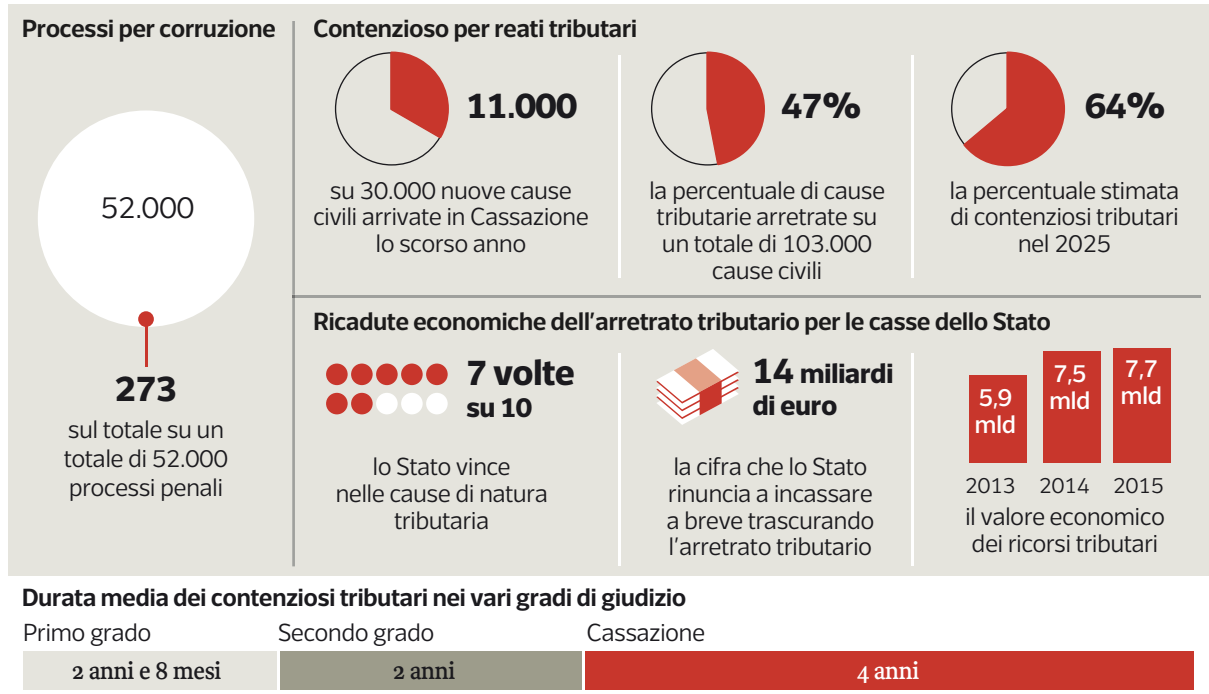 Processi per corruzione
52.000
273
sul totale su un
totale di 52.000
processi penali
Contenzioso per reati tributari
11.000
su 30.000 nuove cause
civili arrivate in Cassazione
lo scorso anno
47%
la percentuale di cause
tributarie arretrate su
un totale di 103.000
cause civili
64%
la percentuale stimata
di contenziosi tributari
nel 2025
Ricadute economiche dell'arretrato tributario per le casse dello Stato
7 volte
su 10
lo Stato vince
nelle cause di natura
tributaria
14 miliardi
di euro
la cifra che lo Stato
rinuncia a incassare
a breve trascurando
l'arretrato tributario
5,9
mld
7,5
mld
7,7
mld
2013 2014 2015
il valore economico
dei ricorsi tributari
Durata media dei contenziosi tributari nei vari gradi di giudizio
Primo grado
2 anni e 8 mesi
Secondo grado
2 anni
Cassazione
4 anni